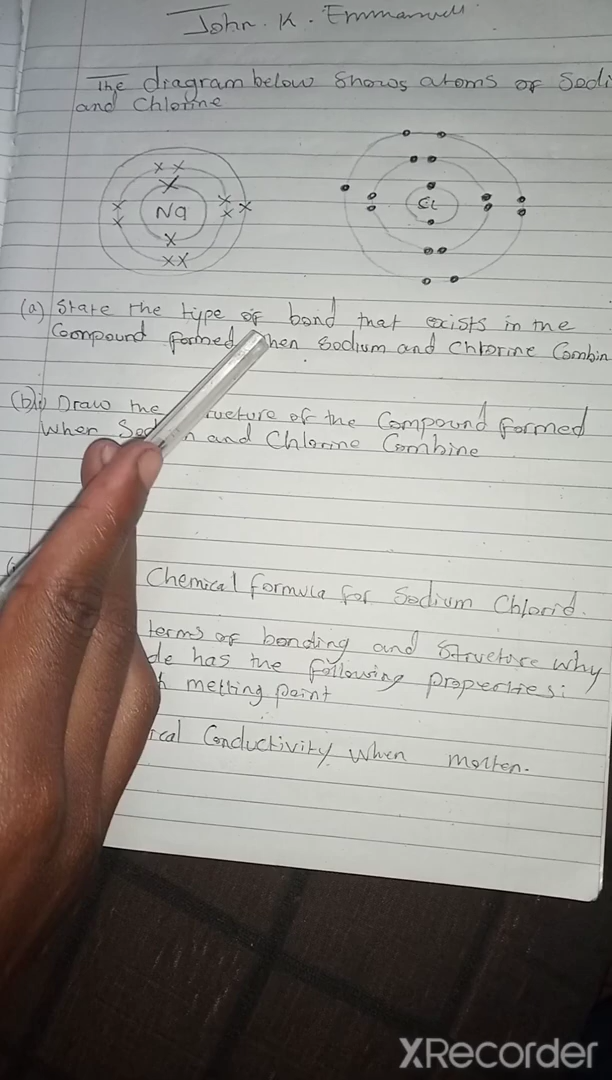 John. K. Emmanuel
The diagram below Shows atoms of Sodi
and Chlorine
Na
CL
(a) State the type of bond that exists in the
Compound formed when Sodium and Chlorine Combin
(b)(i) Draw the structure of the Compound formed
When and Chlorine Combine
Chemical formula for Sodium Chlorid.
terms of bonding and Structure why
de has the following properties:
h melting point
ical Conductivity when molten.
XRecorder